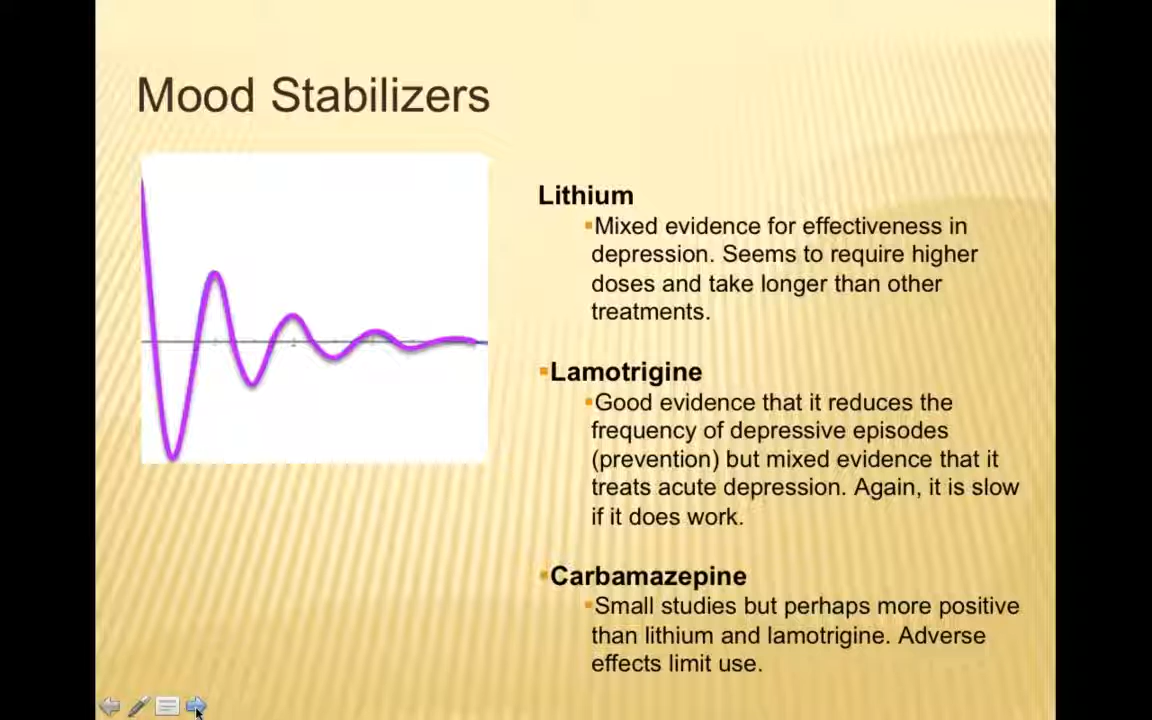 Mood Stabilizers
Lithium
▪Mixed evidence for effectiveness in
depression. Seems to require higher
doses and take longer than other
treatments.
▪Lamotrigine
▪Good evidence that it reduces the
frequency of depressive episodes
(prevention) but mixed evidence that it
treats acute depression. Again, it is slow
if it does work.
▪Carbamazepine
▪Small studies but perhaps more positive
than lithium and lamotrigine. Adverse
effects limit use.